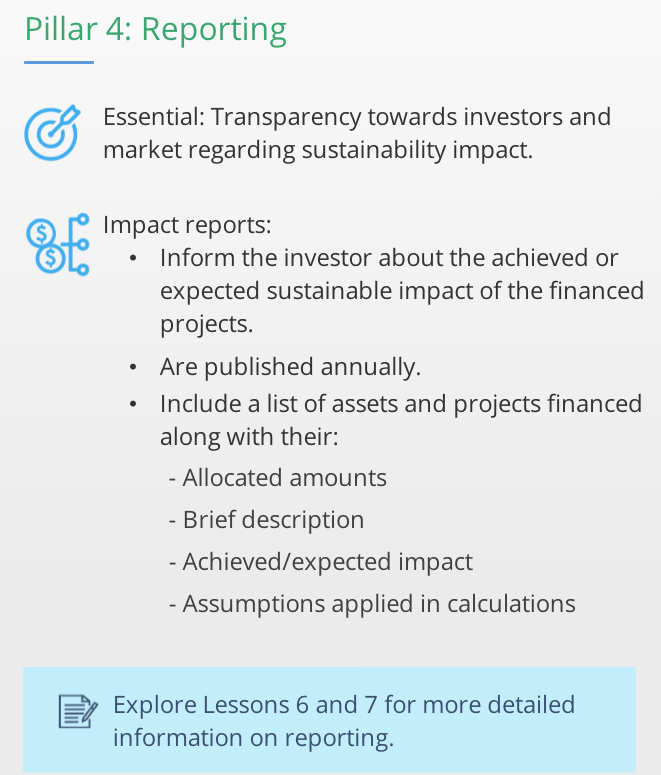 Pillar 4: Reporting
Essential: Transparency towards investors and
market regarding sustainability impact.
$
$
Impact reports:
• Inform the investor about the achieved or
expected sustainable impact of the financed
projects.
• Are published annually.
• Include a list of assets and projects financed
along with their:
- Allocated amounts
- Brief description
- Achieved/expected impact
- Assumptions applied in calculations
Explore Lessons 6 and 7 for more detailed
information on reporting.